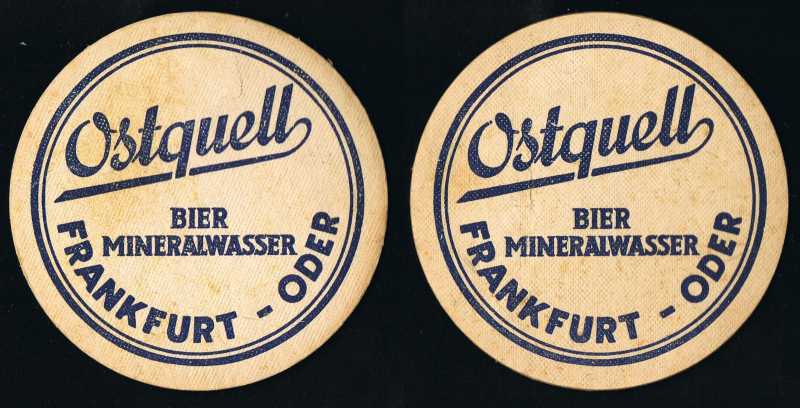 Ostquell
BIER
MINERALWASSER
FRANKFURT - ODER
Ostquell
BIER
MINERALWASSER
FRANKFURT - ODER